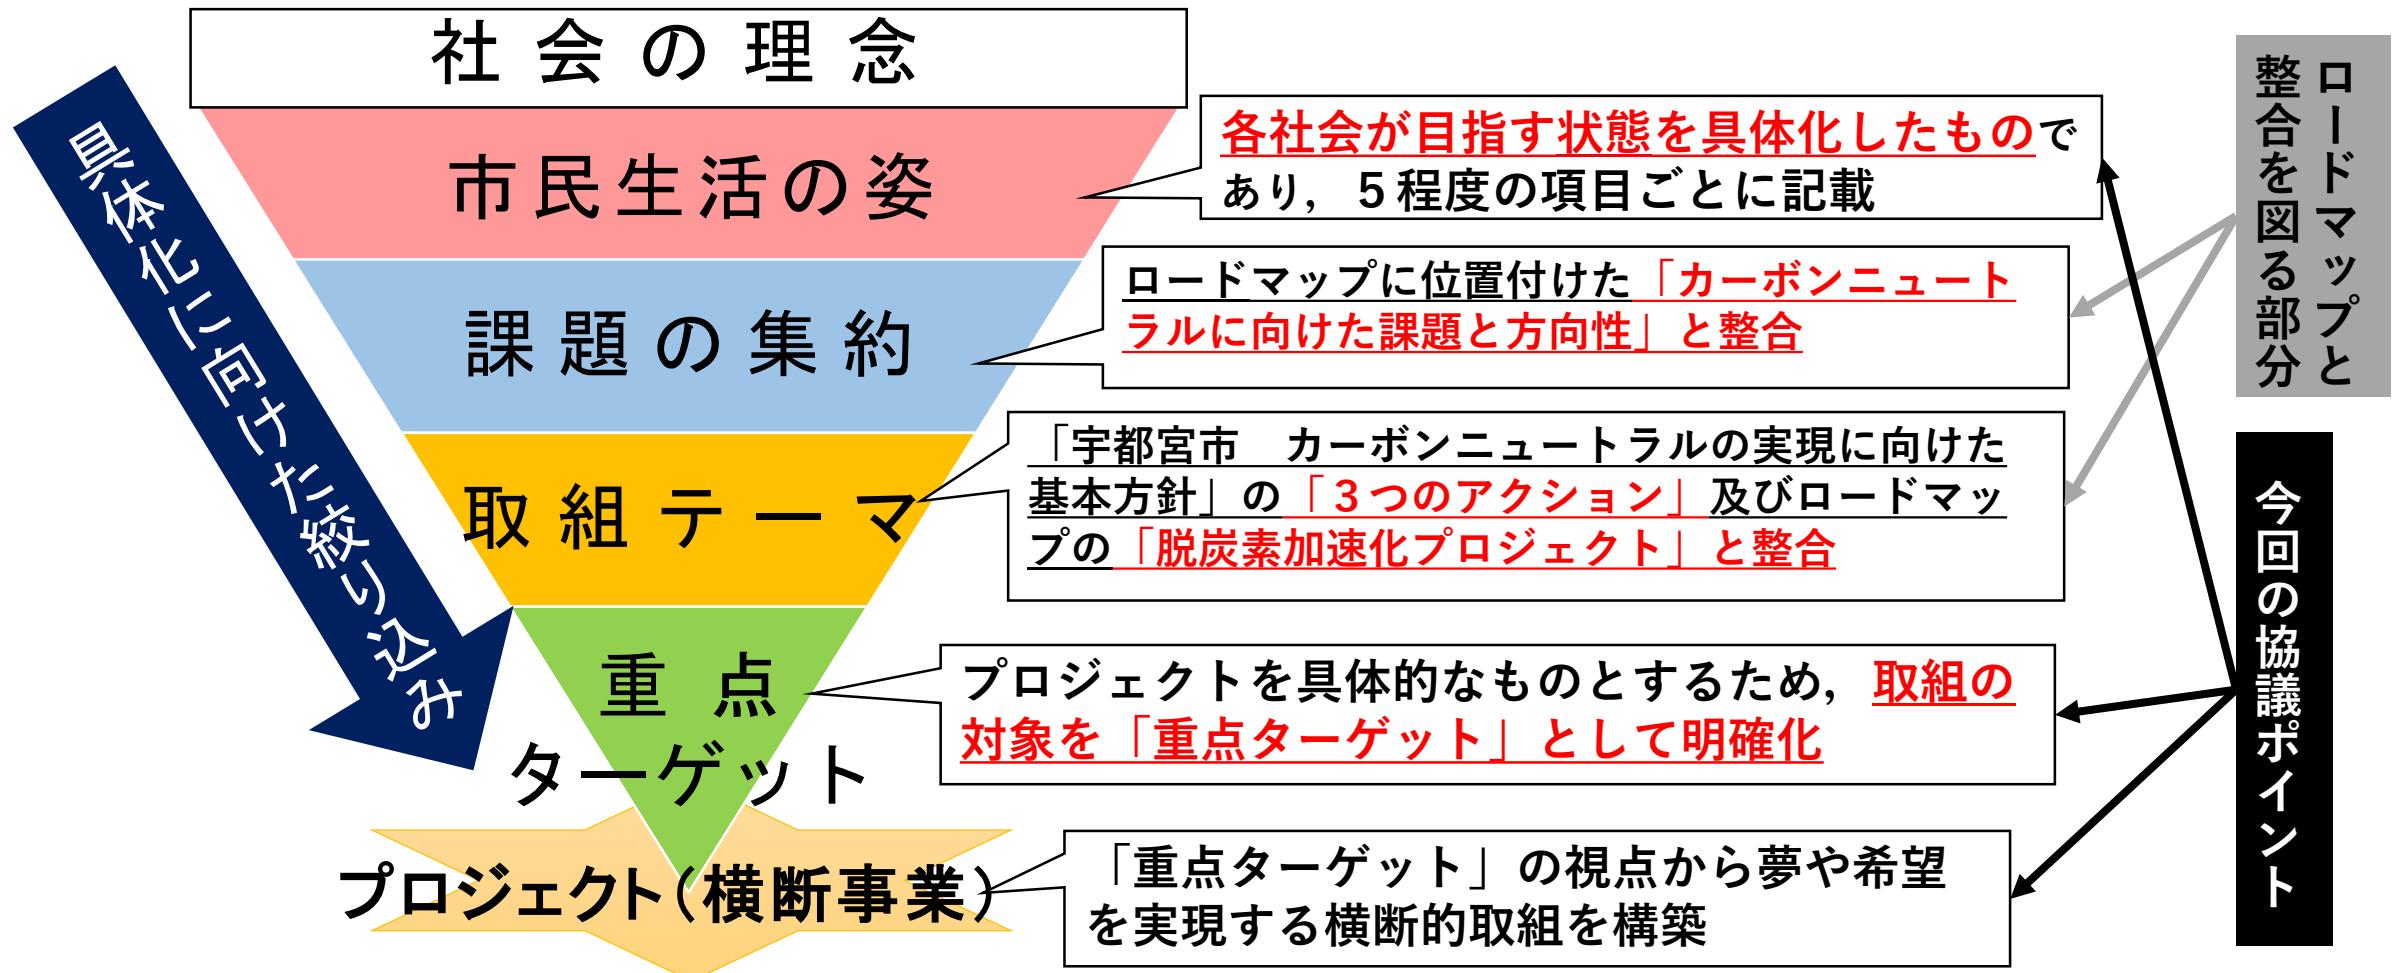 社会の理念
具体化に向けた絞り込み
市民生活の姿
各社会が目指す状態を具体化したもので
あり，５程度の項目ごとに記載
課題の集約
ロードマップに位置付けた「カーボンニュート
ラルに向けた課題と方向性」と整合
取組テーマ
「宇都宮市　カーボンニュートラルの実現に向けた
基本方針」の「３つのアクション」及びロードマッ
プの「脱炭素加速化プロジェクト」と整合
重点
ターゲット
プロジェクトを具体的なものとするため，取組の
対象を「重点ターゲット」として明確化
プロジェクト（横断事業）
「重点ターゲット」の視点から夢や希望
を実現する横断的取組を構築
ロードマップと
整合を図る部分
今回の協議ポイント